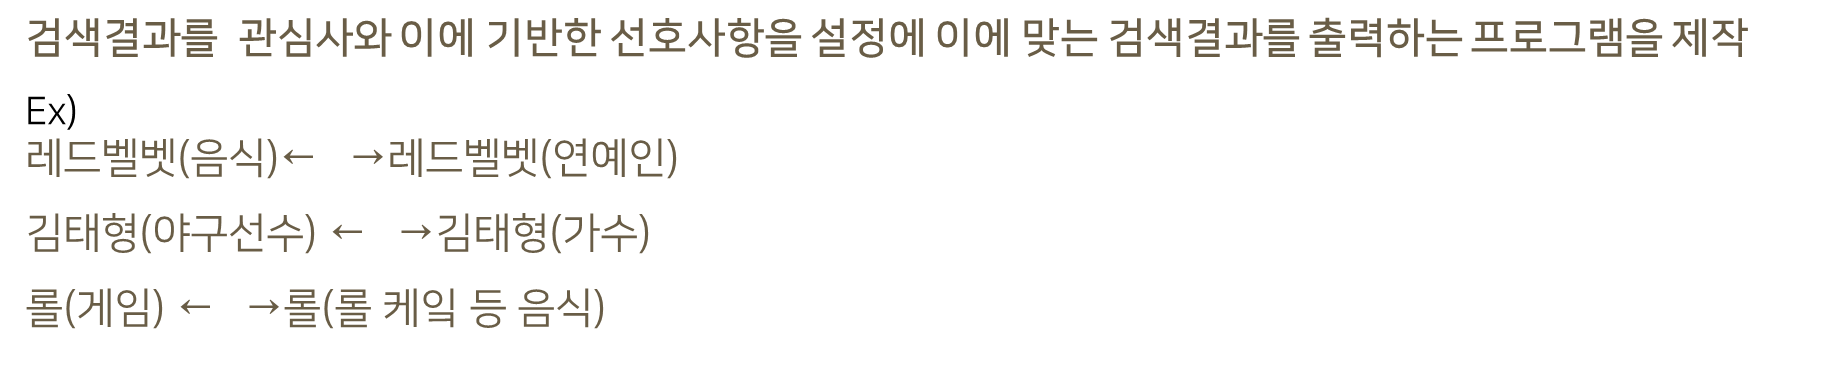 검색결과를 관심사와 이에 기반한 선호사항을 설정에 이에 맞는 검색결과를 출력하는 프로그램을 제작
Ex)
레드벨벳(음식)← →레드벨벳(연예인)
김태형(야구선수) ← →김태형(가수)
롤(게임) ← →롤(롤 케잌 등 음식)